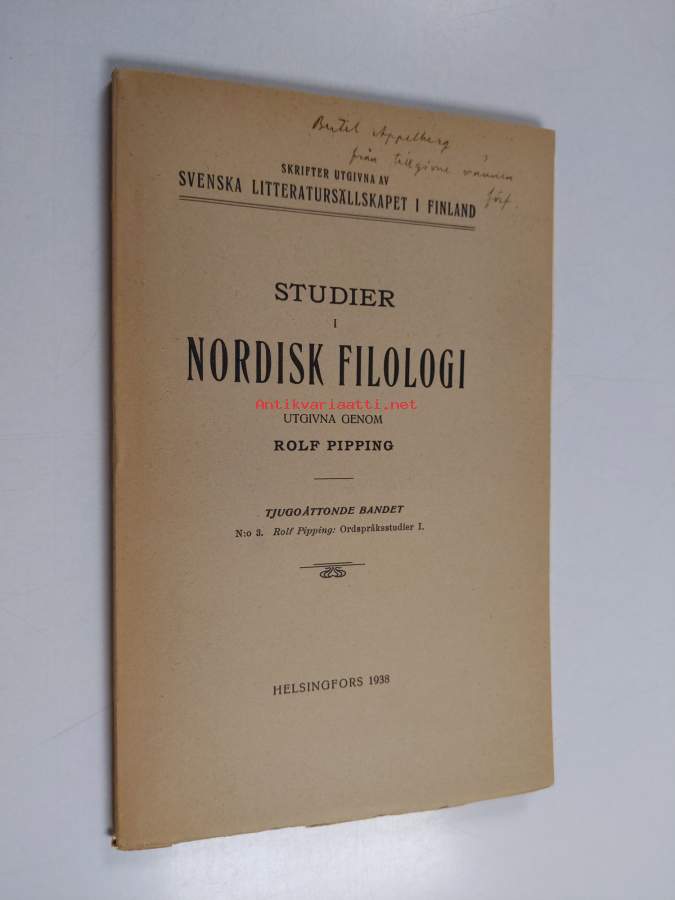 Bertel Appelberg
från tillgivne vännen
förf.
SKRIFTER UTGIVNA AV
SVENSKA LITTERATURSÄLLSKAPET I FINLAND
STUDIER
I
NORDISK FILOLOGI
Antikvariaatti.net
UTGIVNA GENOM
ROLF PIPPING
TJUGOÅTTONDE BANDET
N:o 3. Rolf Pipping: Ordspråksstudier I.
HELSINGFORS 1938